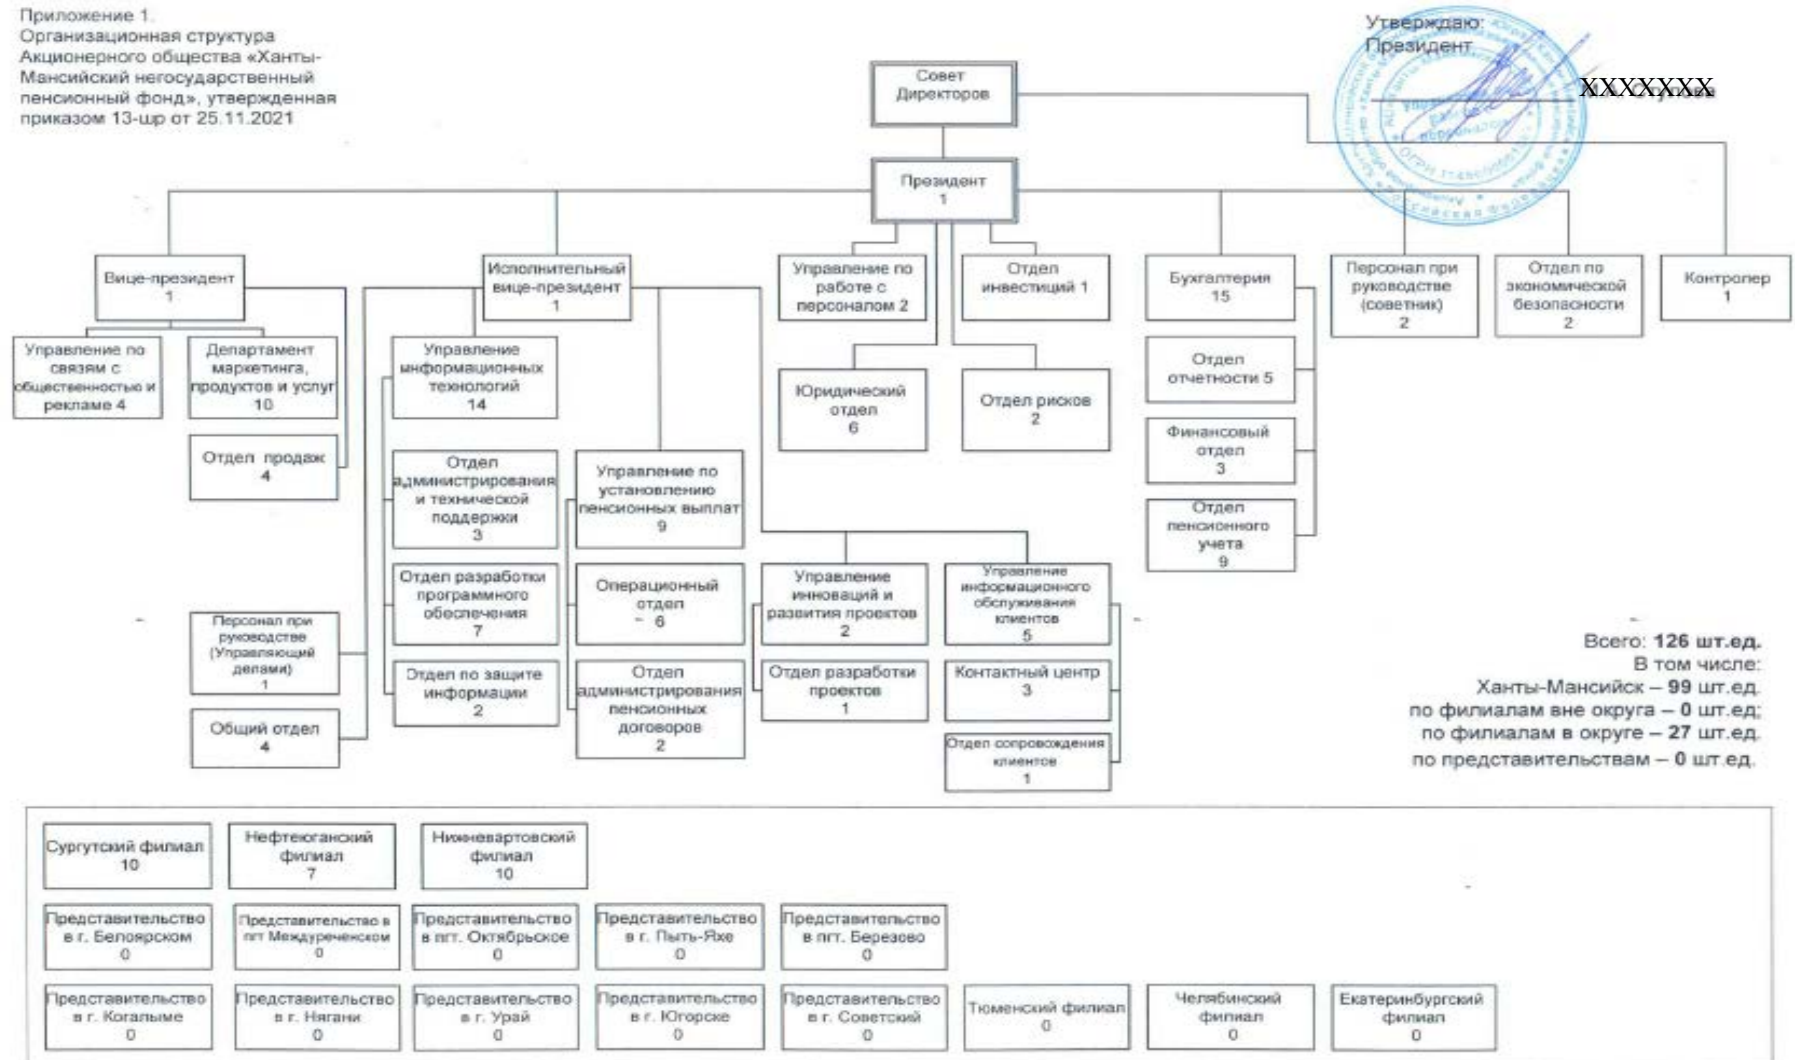 Приложение 1.
Организационная структура
Акционерного общества «Ханты-
Мансийский негосударственный
пенсионный фонд», утвержденная
приказом 13-шр от 25.11.2021
Утверждаю:
Президент
XXXXXXX
Совет
Директоров
Президент
1
Вице-президент
1
Исполнительный
вице-президент
1
Управление по
работе с
персоналом 2
Отдел
инвестиций 1
Бухгалтерия
15
Персонал при
руководстве
(советник)
2
Отдел по
экономической
безопасности
2
Контролер
1
Управление по
связям с
общественностью и
рекламе 4
Департамент
маркетинга,
продуктов и услуг
10
Управление
информационных
технологий
14
Юридический
отдел
6
Отдел рисков
2
Отдел
отчетности 5
Финансовый
отдел
3
Отдел продаж
4
Отдел
администрирования
и технической
поддержки
3
Управление по
установлению
пенсионных выплат
9
Отдел
пенсионного
учета
9
Отдел разработки
программного
обеспечения
7
Операционный
отдел
6
Управление
инноваций и
развития проектов
2
Управление
информационного
обслуживания
клиентов
5
Персонал при
руководстве
(Управляющий
делами)
1
Отдел по защите
информации
2
Отдел
администрирования
пенсионных
договоров
2
Отдел разработки
проектов
1
Контактный центр
3
Общий отдел
4
Отдел сопровождения
клиентов
1
Всего: 126 шт.ед.
В том числе:
Ханты-Мансийск – 99 шт.ед.
по филиалам вне округа – 0 шт.ед;
по филиалам в округе – 27 шт.ед.
по представительствам – 0 шт.ед.
Сургутский филиал
10
Нефтеюганский
филиал
7
Нижневартовский
филиал
10
Представительство
в г. Белоярском
0
Представительство в
пгт Междуреченском
0
Представительство
в пгт. Октябрьское
0
Представительство
в г. Пыть-Яхе
0
Представительство
в пгт. Березово
0
Представительство
в г. Когалыме
0
Представительство
в г. Нягани
0
Представительство
в г. Урай
0
Представительство
в г. Югорске
0
Представительство
в г. Советский
0
Тюменский филиал
0
Челябинский
филиал
0
Екатеринбургский
филиал
0